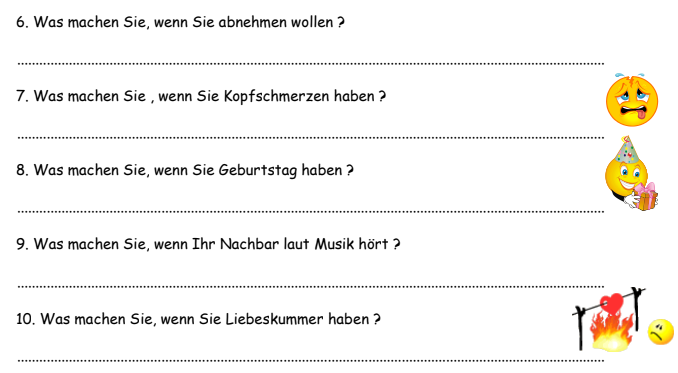 6. Was machen Sie, wenn Sie abnehmen wollen ?
........................................................................................................................................................
7. Was machen Sie , wenn Sie Kopfschmerzen haben ?
........................................................................................................................................................
8. Was machen Sie, wenn Sie Geburtstag haben ?
........................................................................................................................................................
9. Was machen Sie, wenn Ihr Nachbar laut Musik hört ?
........................................................................................................................................................
10. Was machen Sie, wenn Sie Liebeskummer haben ?
........................................................................................................................................................